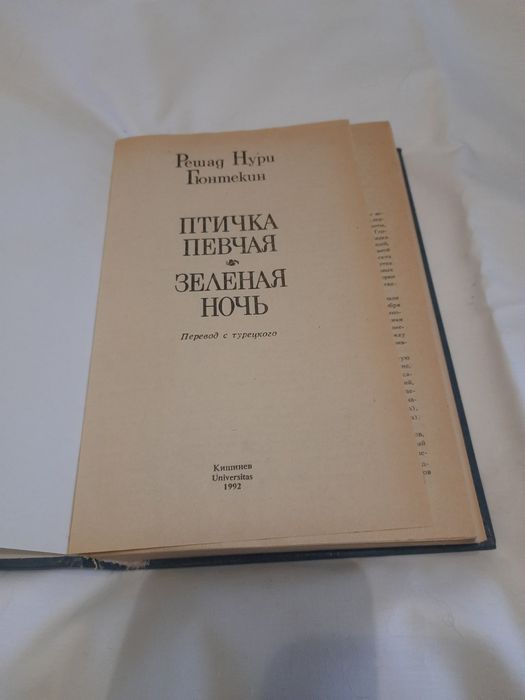 Решад Нури
Гюнтекин
ПТИЧКА
ПЕВЧАЯ
ЗЕЛЕНАЯ
НОЧЬ
Перевод с турецкого
Кишинев
Universitas
1992